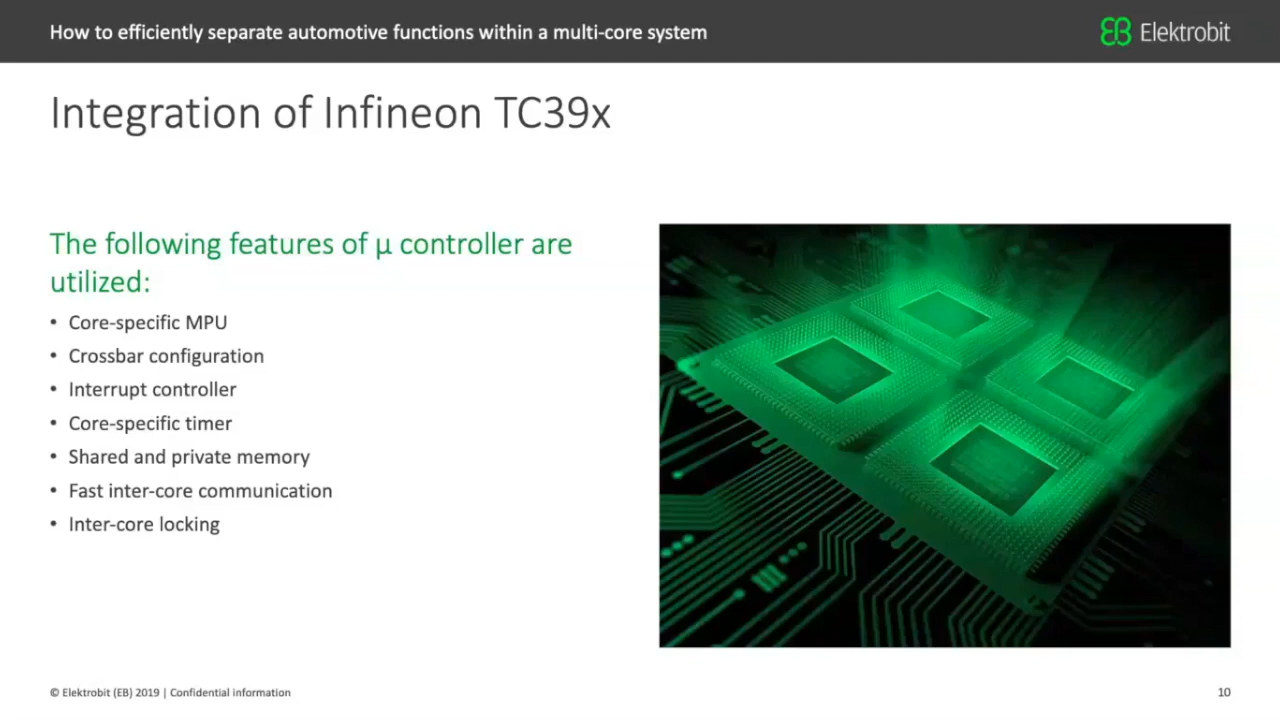 How to efficiently separate automotive functions within a multi-core system
Elektrobit
Integration of Infineon TC39x
The following features of µ controller are
utilized:
• Core-specific MPU
• Crossbar configuration
• Interrupt controller
• Core-specific timer
• Shared and private memory
• Fast inter-core communication
• Inter-core locking
© Elektrobit (EB) 2019 | Confidential information
10